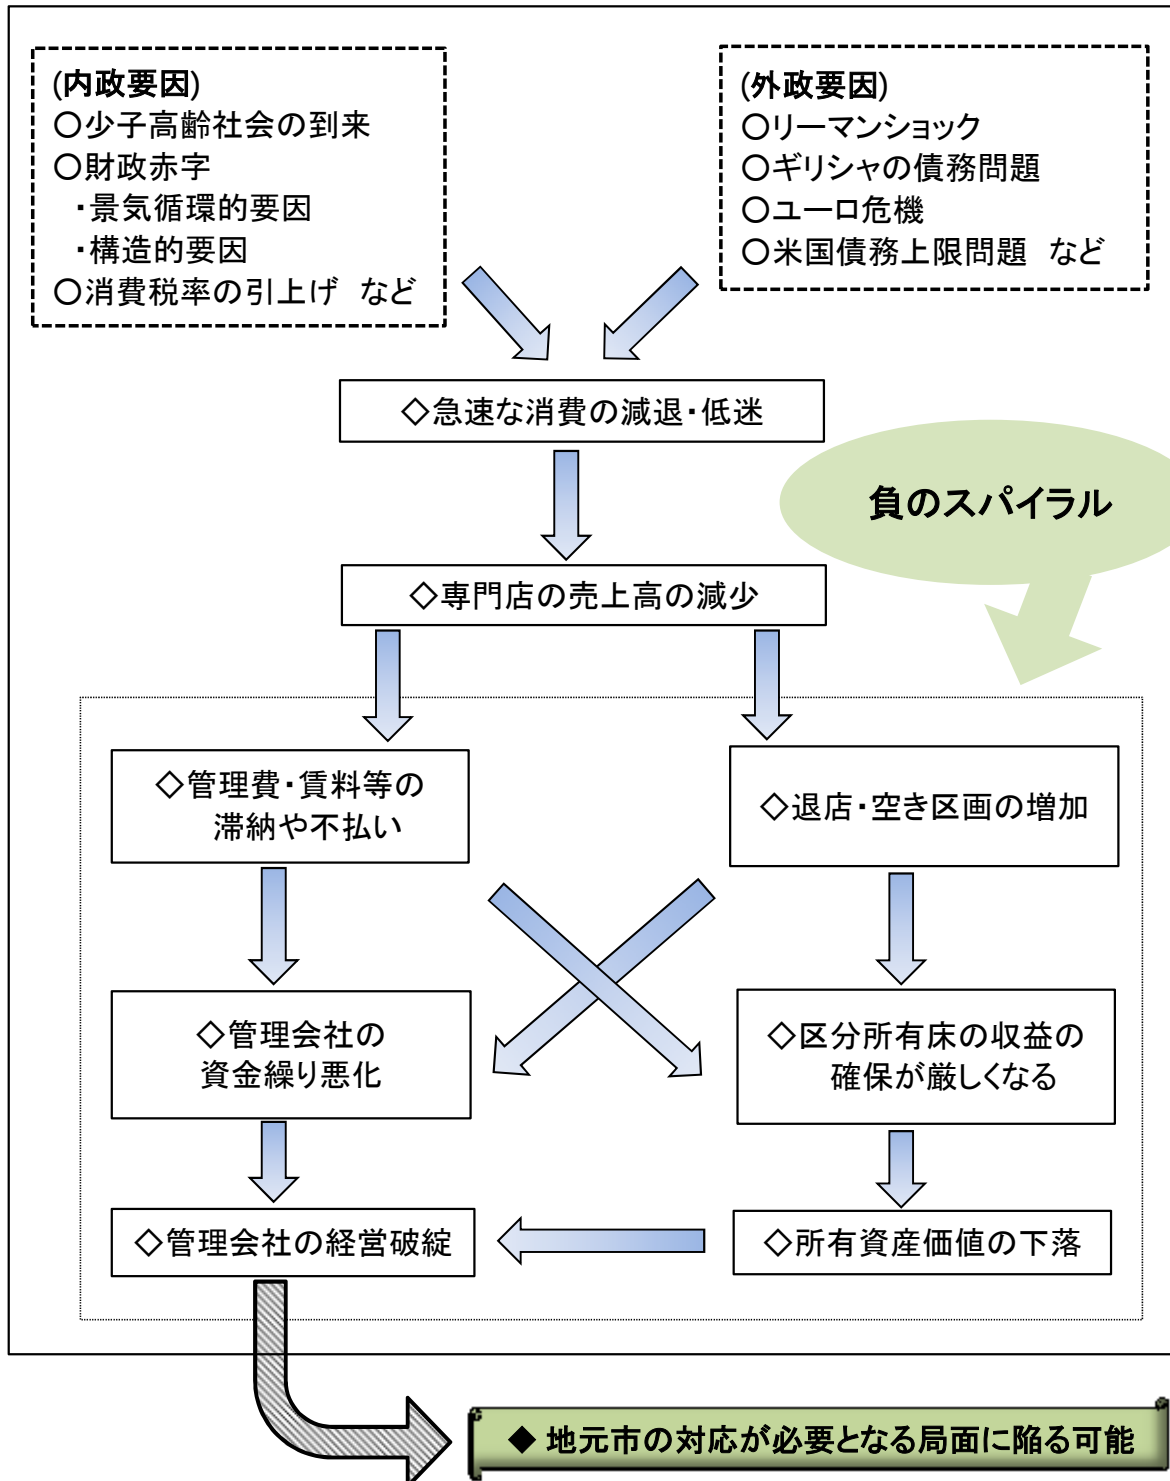 (内政要因)
〇少子高齢社会の到来
〇財政赤字
・景気循環的要因
・構造的要因
〇消費税率の引上げ など
(外政要因)
〇リーマンショック
〇ギリシャの債務問題
〇ユーロ危機
〇米国債務上限問題 など
◇急速な消費の減退・低迷
負のスパイラル
◇専門店の売上高の減少
◇管理費・賃料等の
滞納や不払い
◇退店・空き区画の増加
◇管理会社の
資金繰り悪化
◇区分所有床の収益の
確保が厳しくなる
◇管理会社の経営破綻
◇所有資産価値の下落
◆ 地元市の対応が必要となる局面に陥る可能